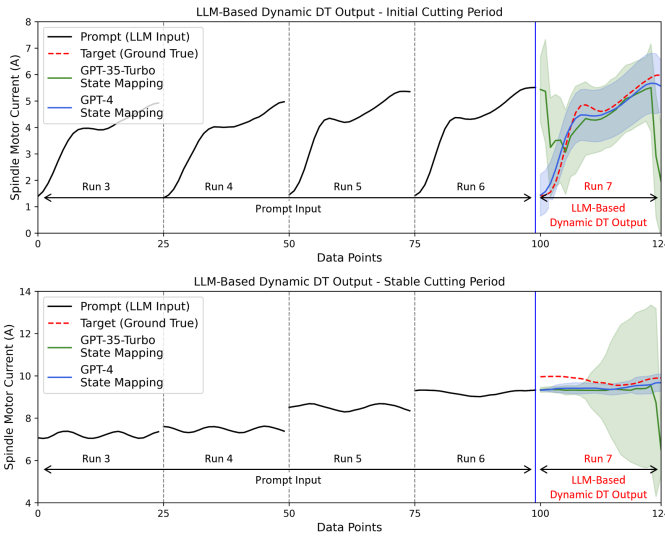 LLM-Based Dynamic DT Output - Initial Cutting Period
Spindle Motor Current (A)
8
7
6
5
4
3
2
1
0
Prompt (LLM Input)
Target (Ground True)
GPT-35-Turbo
State Mapping
GPT-4
State Mapping
Run 3
Run 4
Run 5
Run 6
Run 7
Prompt Input
LLM-Based
Dynamic DT Output
0
25
50
75
100
124
Data Points
LLM-Based Dynamic DT Output - Stable Cutting Period
Spindle Motor Current (A)
14
12
10
8
6
4
Prompt (LLM Input)
Target (Ground True)
GPT-35-Turbo
State Mapping
GPT-4
State Mapping
Run 3
Run 4
Run 5
Run 6
Run 7
Prompt Input
LLM-Based
Dynamic DT Output
0
25
50
75
100
124
Data Points